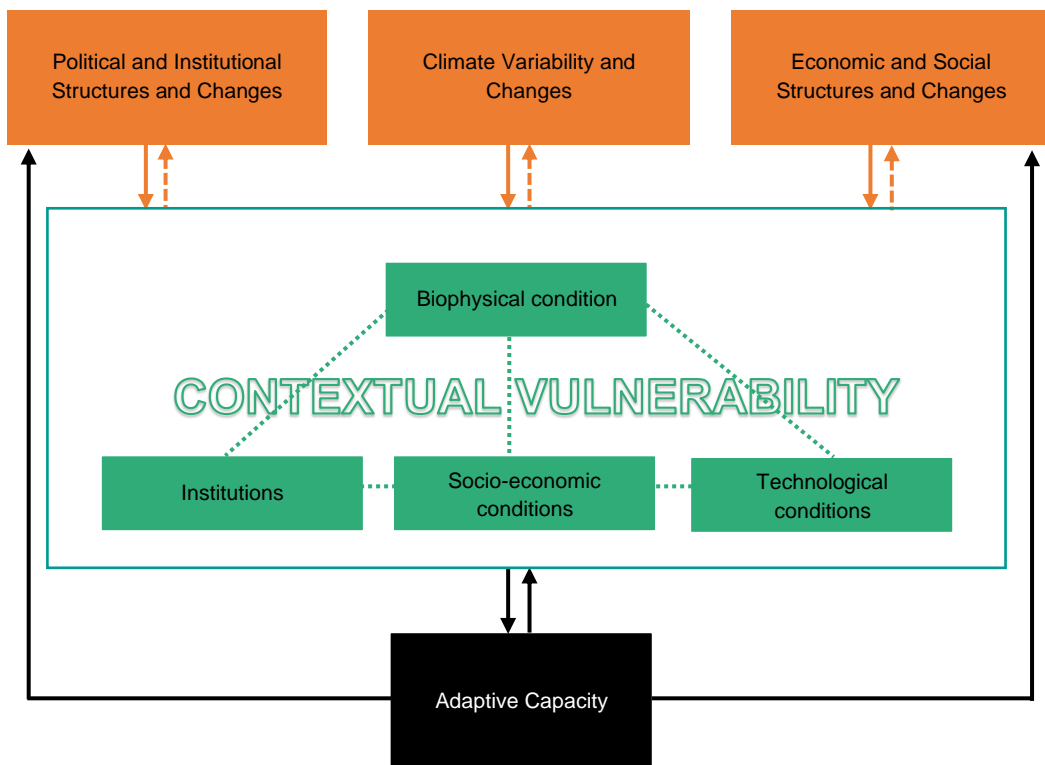 Political and Institutional
Structures and Changes
Climate Variability and
Changes
Economic and Social
Structures and Changes
Biophysical condition
CONTEXTUAL VULNERABILITY
Institutions
Socio-economic
conditions
Technological
conditions
Adaptive Capacity